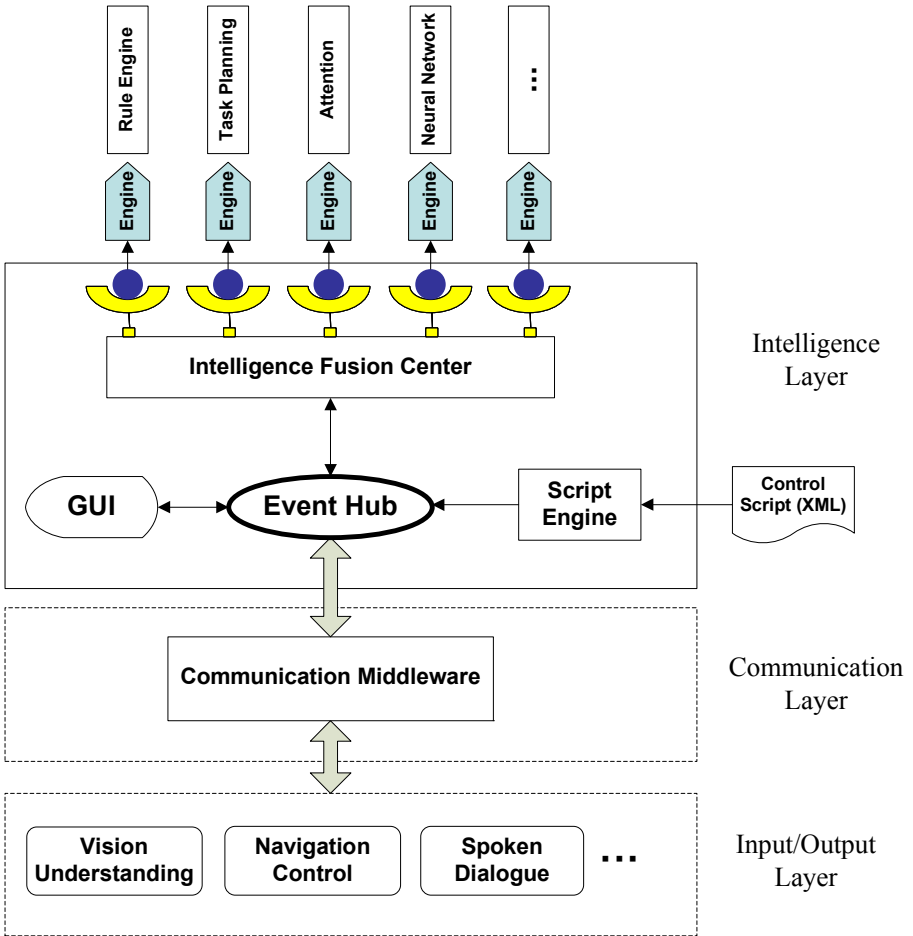 Rule Engine
Task Planning
Attention
Neural Network
...
Engine
Engine
Engine
Engine
Engine
Intelligence Fusion Center
Intelligence
Layer
GUI
Event Hub
Script
Engine
Control
Script (XML)
Communication Middleware
Communication
Layer
Vision
Understanding
Navigation
Control
Spoken
Dialogue
...
Input/Output
Layer